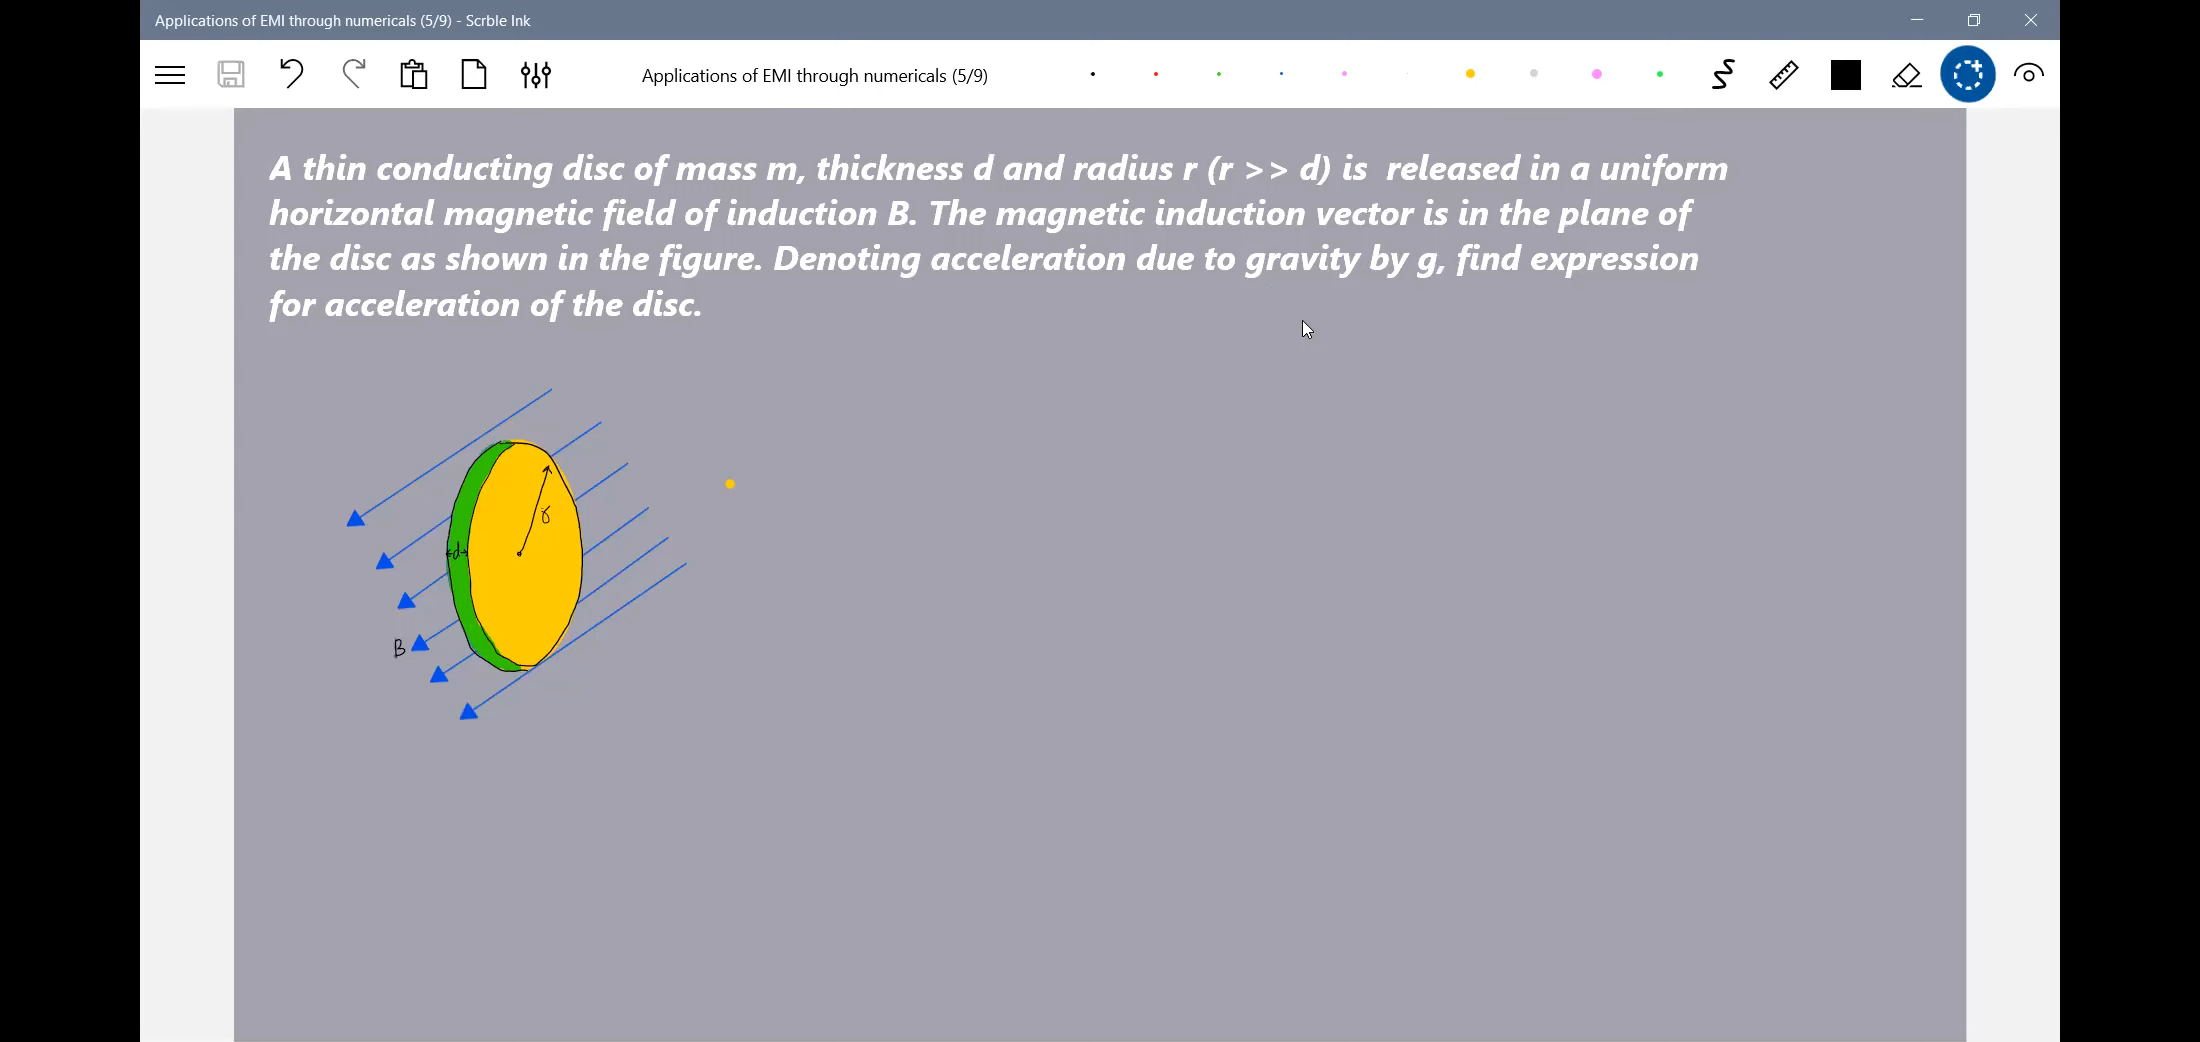 Applications of EMI through numericals (5/9) - Scrble Ink
Applications of EMI through numericals (5/9)
A thin conducting disc of mass m, thickness d and radius r (r >> d) is released in a uniform
horizontal magnetic field of induction B. The magnetic induction vector is in the plane of
the disc as shown in the figure. Denoting acceleration due to gravity by g, find expression
for acceleration of the disc.
r
d
B